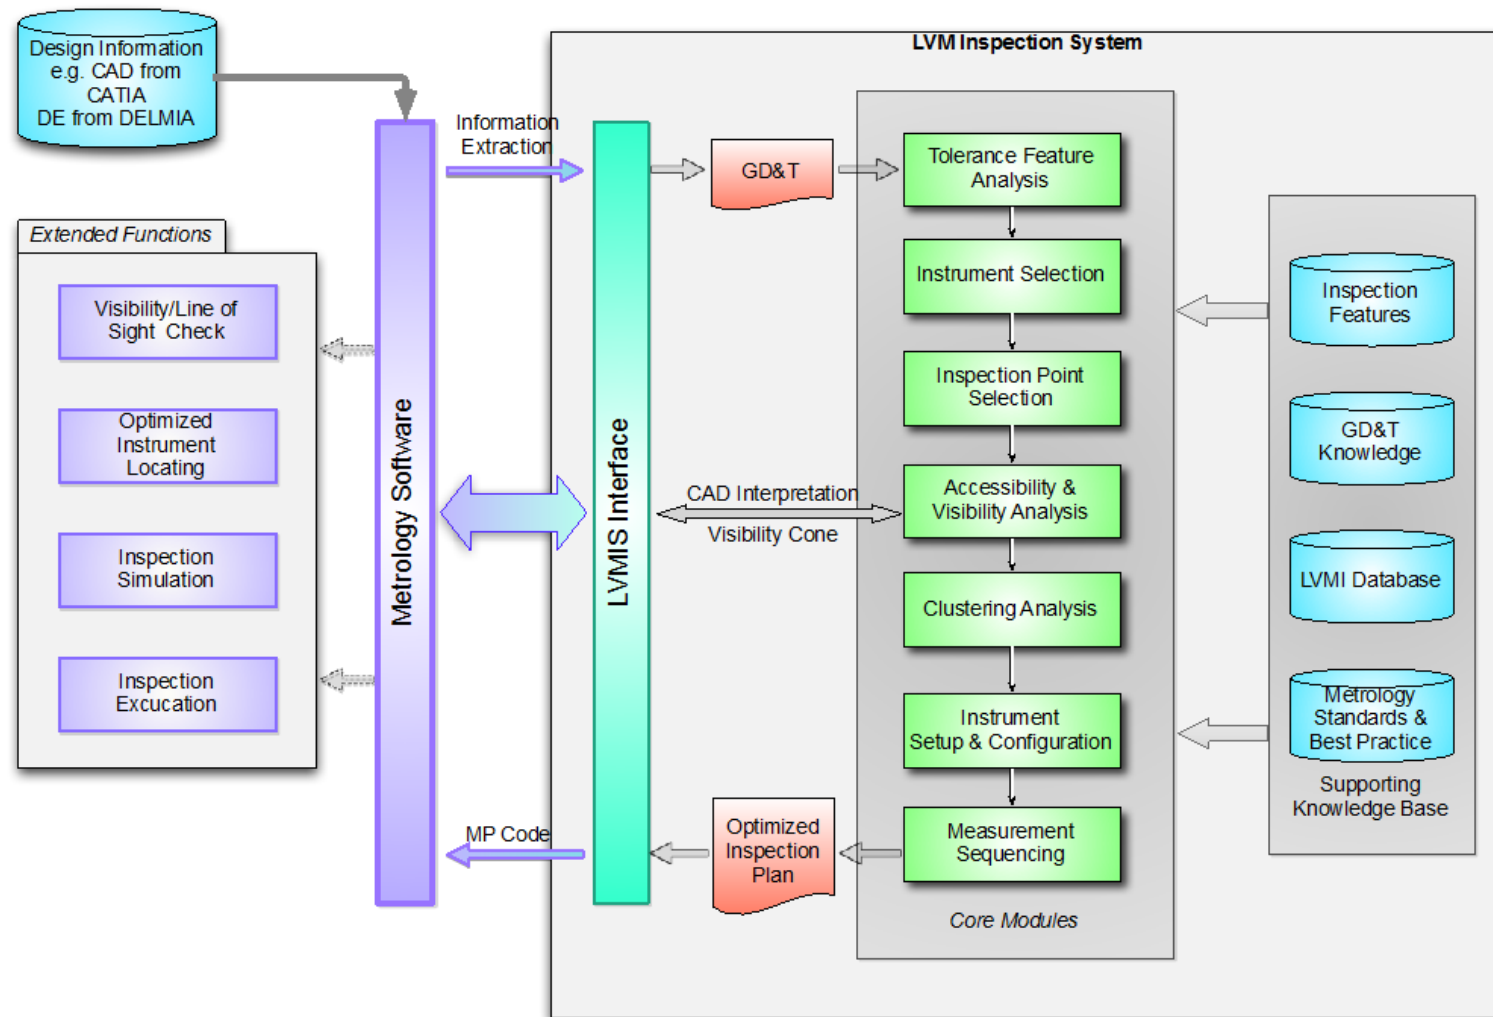 Design Information
e.g. CAD from
CATIA
DE from DELMIA
LVM Inspection System
Information
Extraction
GD&T
Tolerance Feature
Analysis
Extended Functions
Visibility/Line of
Sight Check
Optimized
Instrument
Locating
Inspection
Simulation
Inspection
Excucation
Metrology Software
LVMIS Interface
Instrument Selection
Inspection Point
Selection
CAD Interpretation
Visibility Cone
Accessibility &
Visibility Analysis
Clustering Analysis
Instrument
Setup & Configuration
MP Code
Optimized
Inspection
Plan
Measurement
Sequencing
Core Modules
Inspection
Features
GD&T
Knowledge
LVMI Database
Metrology
Standards &
Best Practice
Supporting
Knowledge Base